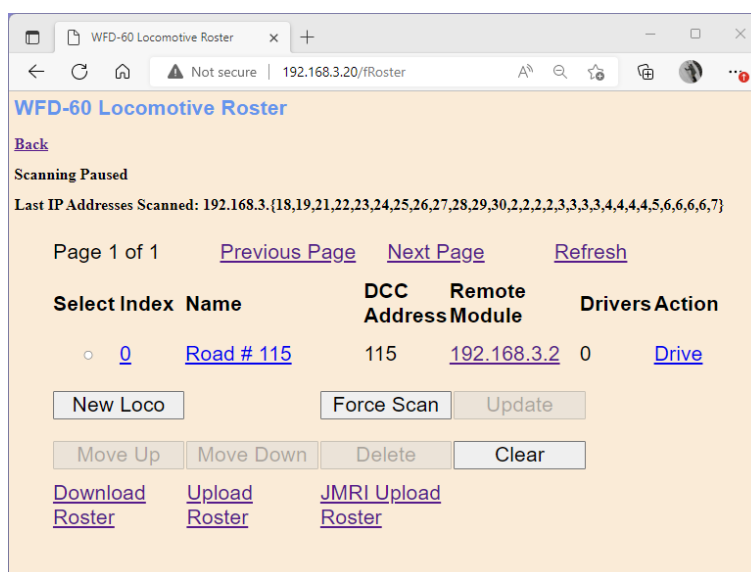 WFD-60 Locomotive Roster
Not secure | 192.168.3.20/fRoster
WFD-60 Locomotive Roster
Back
Scanning Paused
Last IP Addresses Scanned: 192.168.3.{18,19,21,22,23,24,25,26,27,28,29,30,2,2,2,2,3,3,3,3,4,4,4,4,5,6,6,6,6,7}
Page 1 of 1 Previous Page Next Page Refresh
Select Index Name DCC Address Remote Module Drivers Action
0 Road # 115 115 192.168.3.2 0 Drive
New Loco Force Scan Update
Move Up Move Down Delete Clear
Download Roster Upload Roster JMRI Upload Roster